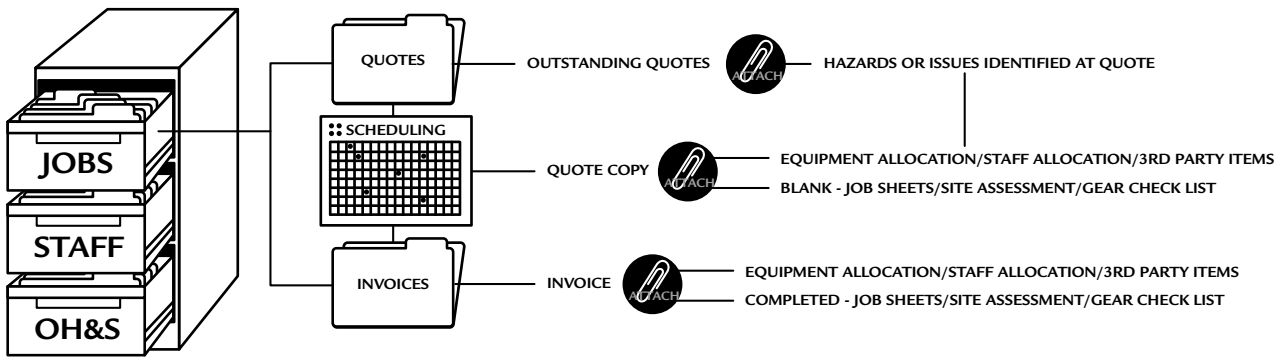 QUOTES
OUTSTANDING QUOTES
ATTACH
HAZARDS OR ISSUES IDENTIFIED AT QUOTE
JOBS
STAFF
OH&S
SCHEDULING
QUOTE COPY
ATTACH
EQUIPMENT ALLOCATION/STAFF ALLOCATION/3RD PARTY ITEMS
BLANK - JOB SHEETS/SITE ASSESSMENT/GEAR CHECK LIST
INVOICES
INVOICE
ATTACH
EQUIPMENT ALLOCATION/STAFF ALLOCATION/3RD PARTY ITEMS
COMPLETED - JOB SHEETS/SITE ASSESSMENT/GEAR CHECK LIST